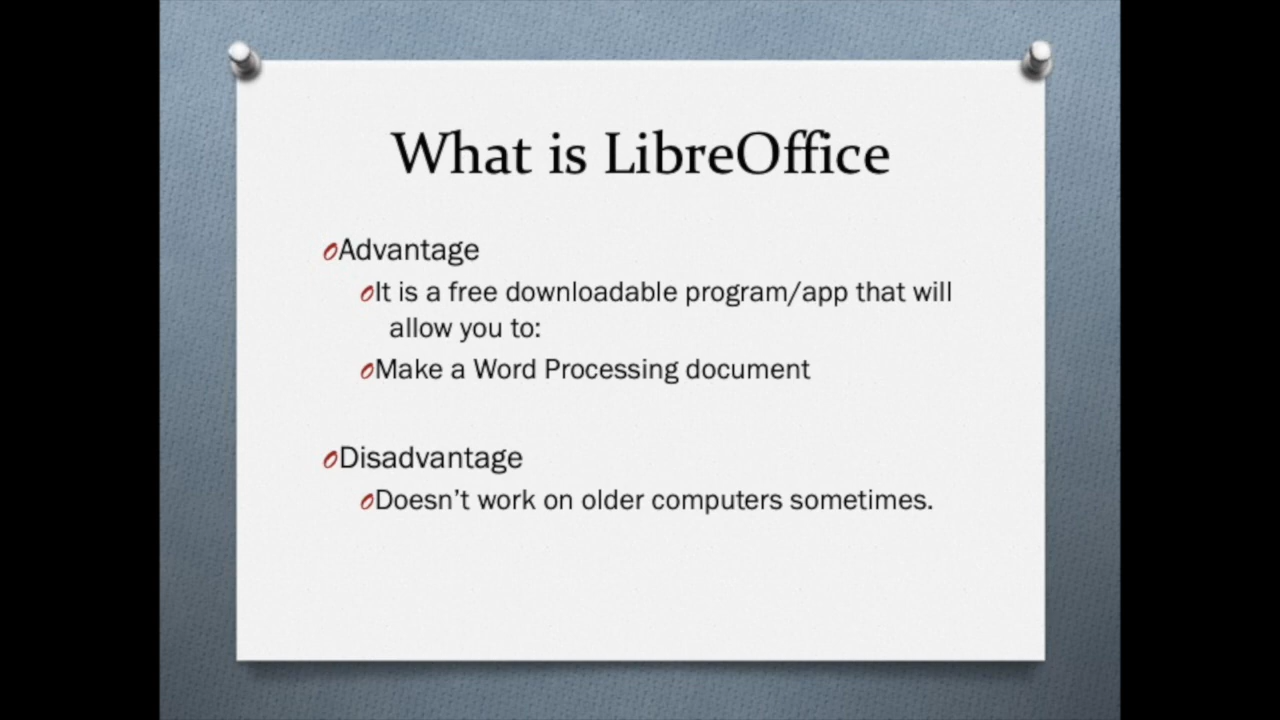 What is LibreOffice
Advantage
It is a free downloadable program/app that will
allow you to:
Make a Word Processing document
Disadvantage
Doesn't work on older computers sometimes.